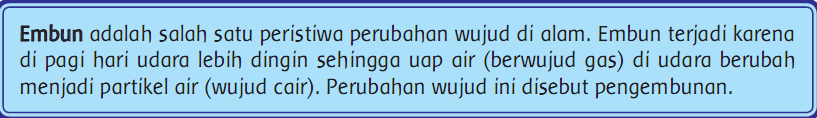 Embun adalah salah satu peristiwa perubahan wujud di alam. Embun terjadi karena
di pagi hari udara lebih dingin sehingga uap air (berwujud gas) di udara berubah
menjadi partikel air (wujud cair). Perubahan wujud ini disebut pengembunan.